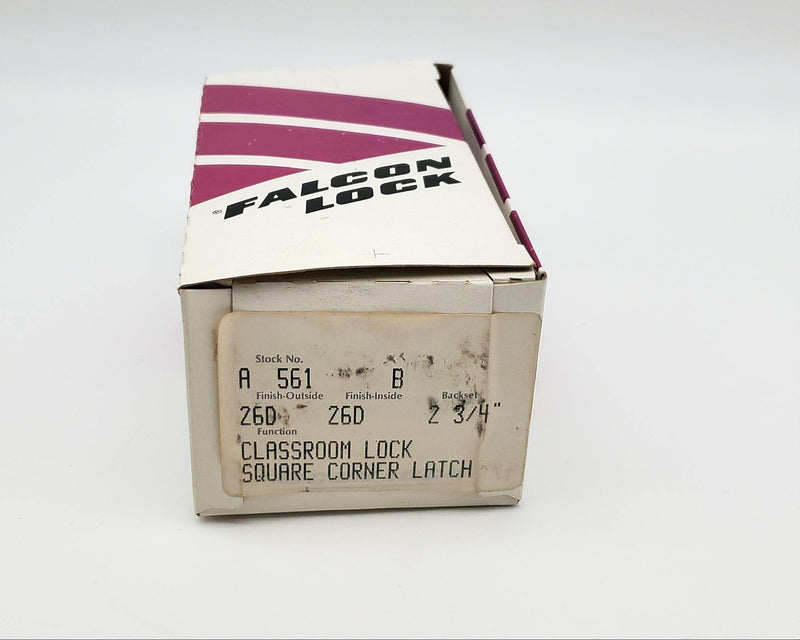 FALCON
® LOCK
Stock No.
A 561 B
Finish-Outside Finish-Inside Backset
26D 26D 2 3/4"
Function
CLASSROOM LOCK
SQUARE CORNER LATCH